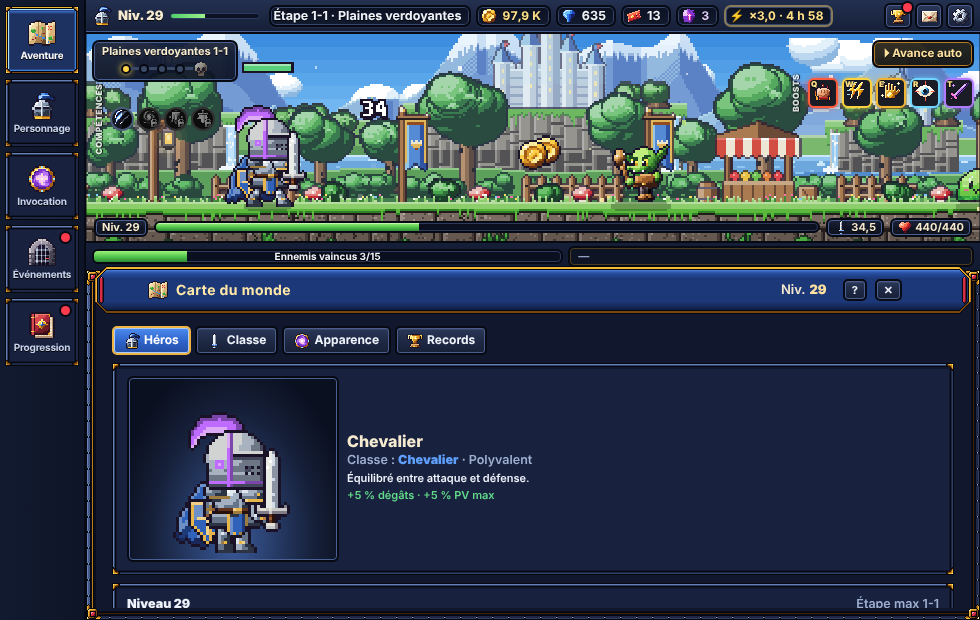 Niv. 29
Étape 1-1 · Plaines verdoyantes
97,9 K
635
13
3
×3,0 · 4 h 58
Aventure
Personnage
Invocation
Événements
Progression
Plaines verdoyantes 1-1
Avance auto
COMPÉTENCES
BOOSTS
34
Niv. 29
34,5
440/440
Ennemis vaincus 3/15
—
Carte du monde
Niv. 29
?
×
Héros
Classe
Apparence
Records
Chevalier
Classe : Chevalier · Polyvalent
Équilibré entre attaque et défense.
+5 % dégâts · +5 % PV max
Niveau 29
Étape max 1-1